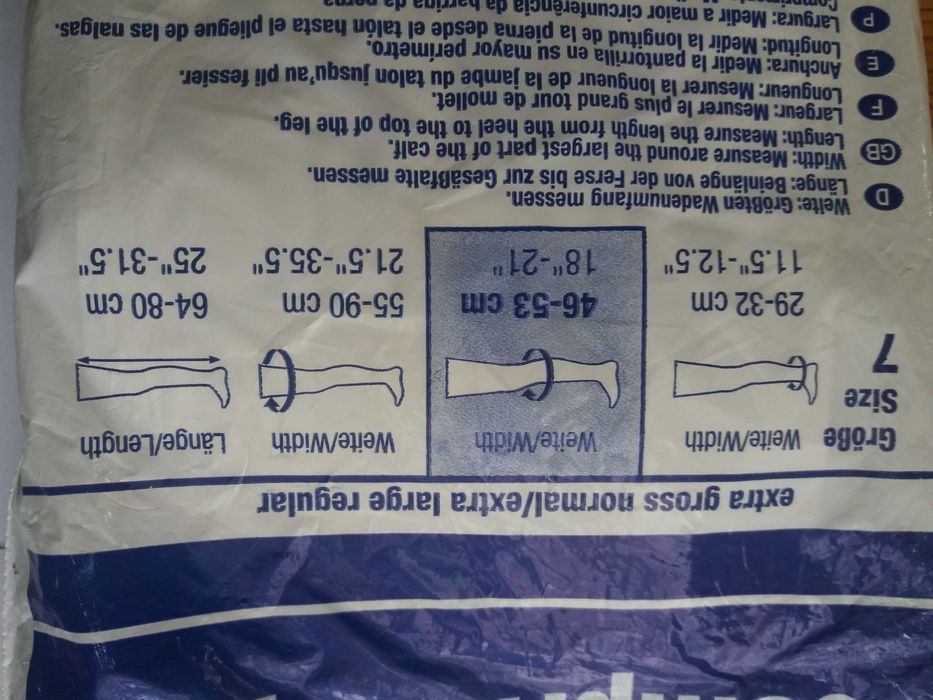 extra gross normal/extra large regular
Größe Weite/Width Weite/Width Weite/Width Länge/Length
Size
7
29-32 cm 46-53 cm 55-90 cm 64-80 cm
11.5"-12.5" 18"-21" 21.5"-35.5" 25"-31.5"
D Weite: Größten Wadenumfang messen.
Länge: Beinlänge von der Ferse bis zur Gesäßfalte messen.
GB Width: Measure around the largest part of the calf.
Length: Measure the length from the heel to the top of the leg.
F Largeur: Mesurer le plus grand tour de mollet.
Longueur: Mesurer la longueur de la jambe du talon jusqu'au pli fessier.
E Anchura: Medir la pantorrilla en su mayor perímetro.
Longitud: Medir la longitud de la pierna desde el talón hasta el pliegue de las nalgas.
P Largura: Medir a maior circunferência da barriga da perna